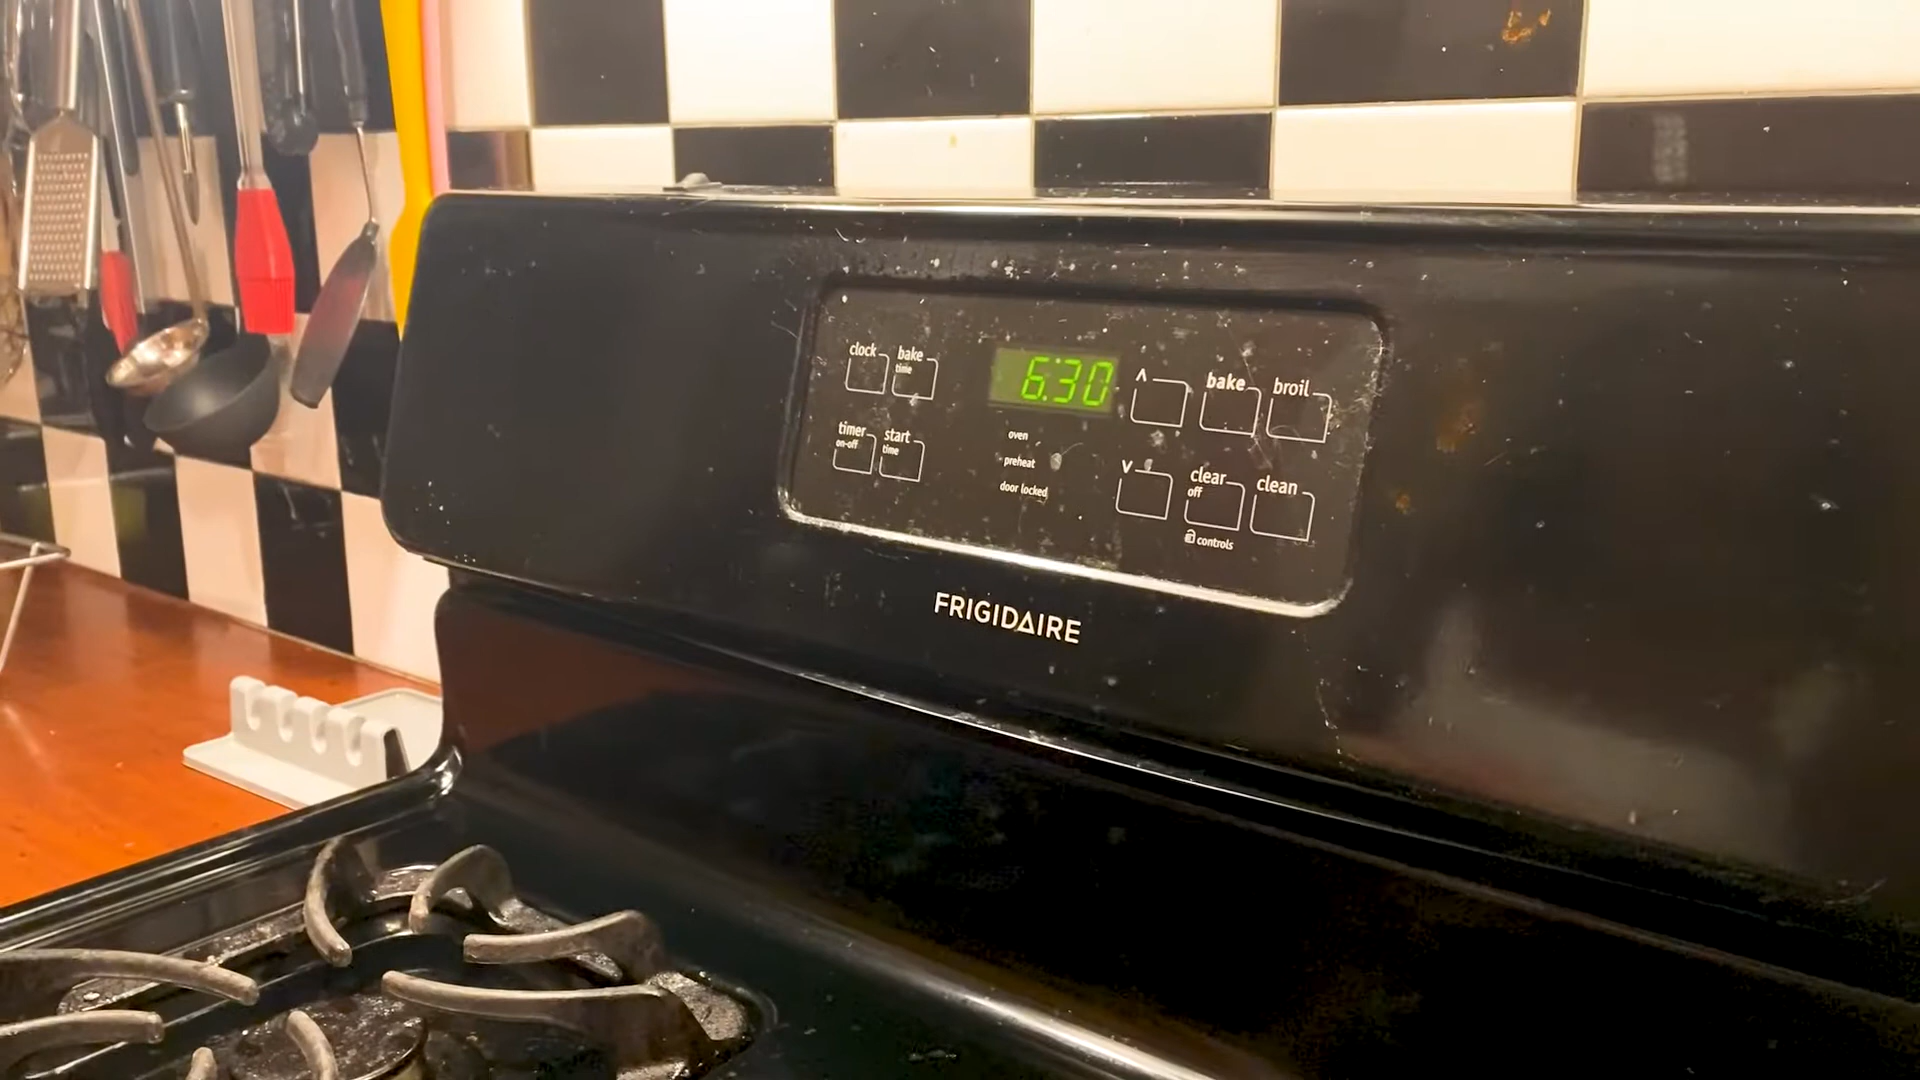 clock bake time
6:30
^ bake broil
timer on-off start time
oven
preheat
door locked
v clear off clean
controls
FRIGIDAIRE